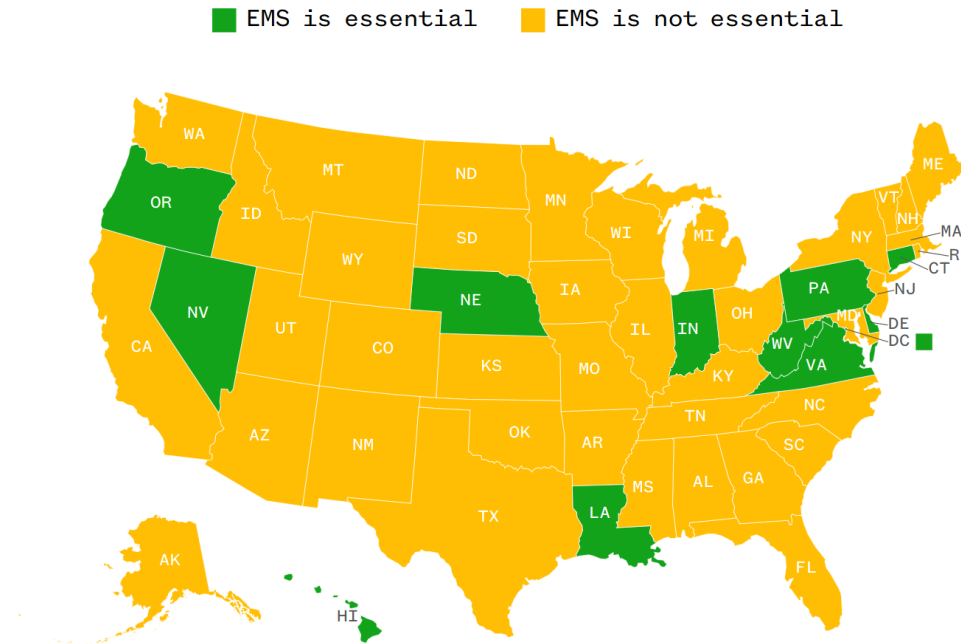 EMS is essential
EMS is not essential
WA
MT
ND
MN
ME
OR
ID
SD
WI
MI
VT
NH
NY
MA
R
CT
WY
NE
IA
PA
NJ
NV
UT
CO
IL
IN
OH
MD
DE
DC
CA
KS
MO
WV
VA
KY
AZ
NM
OK
AR
TN
NC
SC
TX
LA
MS
AL
GA
AK
FL
HI